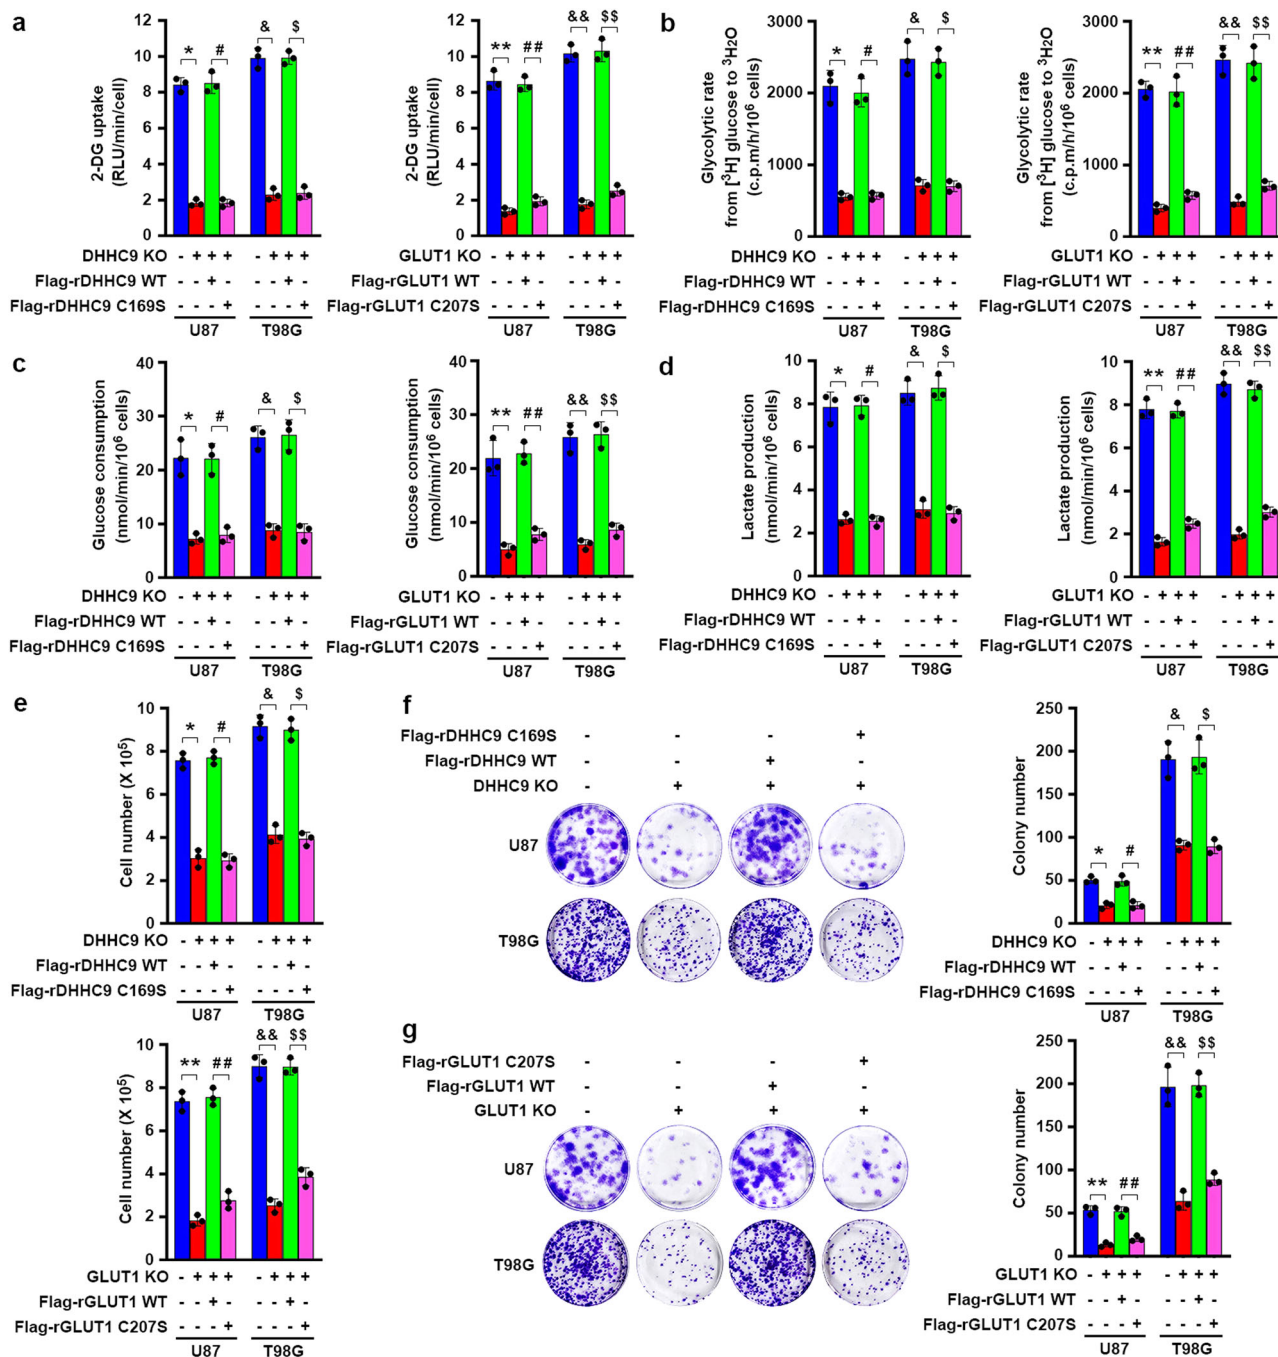 a
2-DG uptake
(RLU/min/cell)
12
10
8
6
4
2
0
* # & $
DHHC9 KO - + + + - + + +
Flag-rDHHC9 WT - - + - - - + -
Flag-rDHHC9 C169S - - - + - - - +
U87 T98G
2-DG uptake
(RLU/min/cell)
12
10
8
6
4
2
0
** ## && $$
GLUT1 KO - + + + - + + +
Flag-rGLUT1 WT - - + - - - + -
Flag-rGLUT1 C207S - - - + - - - +
U87 T98G
b
Glycolytic rate
from [³H] glucose to ³H₂O
(c.p.m/h/10⁶ cells)
3000
2000
1000
0
* # & $
DHHC9 KO - + + + - + + +
Flag-rDHHC9 WT - - + - - - + -
Flag-rDHHC9 C169S - - - + - - - +
U87 T98G
Glycolytic rate
from [³H] glucose to ³H₂O
(c.p.m/h/10⁶ cells)
3000
2000
1000
0
** ## && $$
GLUT1 KO - + + + - + + +
Flag-rGLUT1 WT - - + - - - + -
Flag-rGLUT1 C207S - - - + - - - +
U87 T98G
c
Glucose consumption
(nmol/min/10⁶ cells)
40
30
20
10
0
* # & $
DHHC9 KO - + + + - + + +
Flag-rDHHC9 WT - - + - - - + -
Flag-rDHHC9 C169S - - - + - - - +
U87 T98G
Glucose consumption
(nmol/min/10⁶ cells)
40
30
20
10
0
** ## && $$
GLUT1 KO - + + + - + + +
Flag-rGLUT1 WT - - + - - - + -
Flag-rGLUT1 C207S - - - + - - - +
U87 T98G
d
Lactate production
(nmol/min/10⁶ cells)
10
8
6
4
2
0
* # & $
DHHC9 KO - + + + - + + +
Flag-rDHHC9 WT - - + - - - + -
Flag-rDHHC9 C169S - - - + - - - +
U87 T98G
Lactate production
(nmol/min/10⁶ cells)
10
8
6
4
2
0
** ## && $$
GLUT1 KO - + + + - + + +
Flag-rGLUT1 WT - - + - - - + -
Flag-rGLUT1 C207S - - - + - - - +
U87 T98G
e
Cell number (X 10⁵)
10
8
6
4
2
0
* # & $
DHHC9 KO - + + + - + + +
Flag-rDHHC9 WT - - + - - - + -
Flag-rDHHC9 C169S - - - + - - - +
U87 T98G
Cell number (X 10⁵)
10
8
6
4
2
0
** ## && $$
GLUT1 KO - + + + - + + +
Flag-rGLUT1 WT - - + - - - + -
Flag-rGLUT1 C207S - - - + - - - +
U87 T98G
f
Flag-rDHHC9 C169S - - - +
Flag-rDHHC9 WT - - + -
DHHC9 KO - + + +
U87
T98G
Colony number
250
200
150
100
50
0
* # & $
DHHC9 KO - + + + - + + +
Flag-rDHHC9 WT - - + - - - + -
Flag-rDHHC9 C169S - - - + - - - +
U87 T98G
g
Flag-rGLUT1 C207S - - - +
Flag-rGLUT1 WT - - + -
GLUT1 KO - + + +
U87
T98G
Colony number
250
200
150
100
50
0
** ## && $$
GLUT1 KO - + + + - + + +
Flag-rGLUT1 WT - - + - - - + -
Flag-rGLUT1 C207S - - - + - - - +
U87 T98G